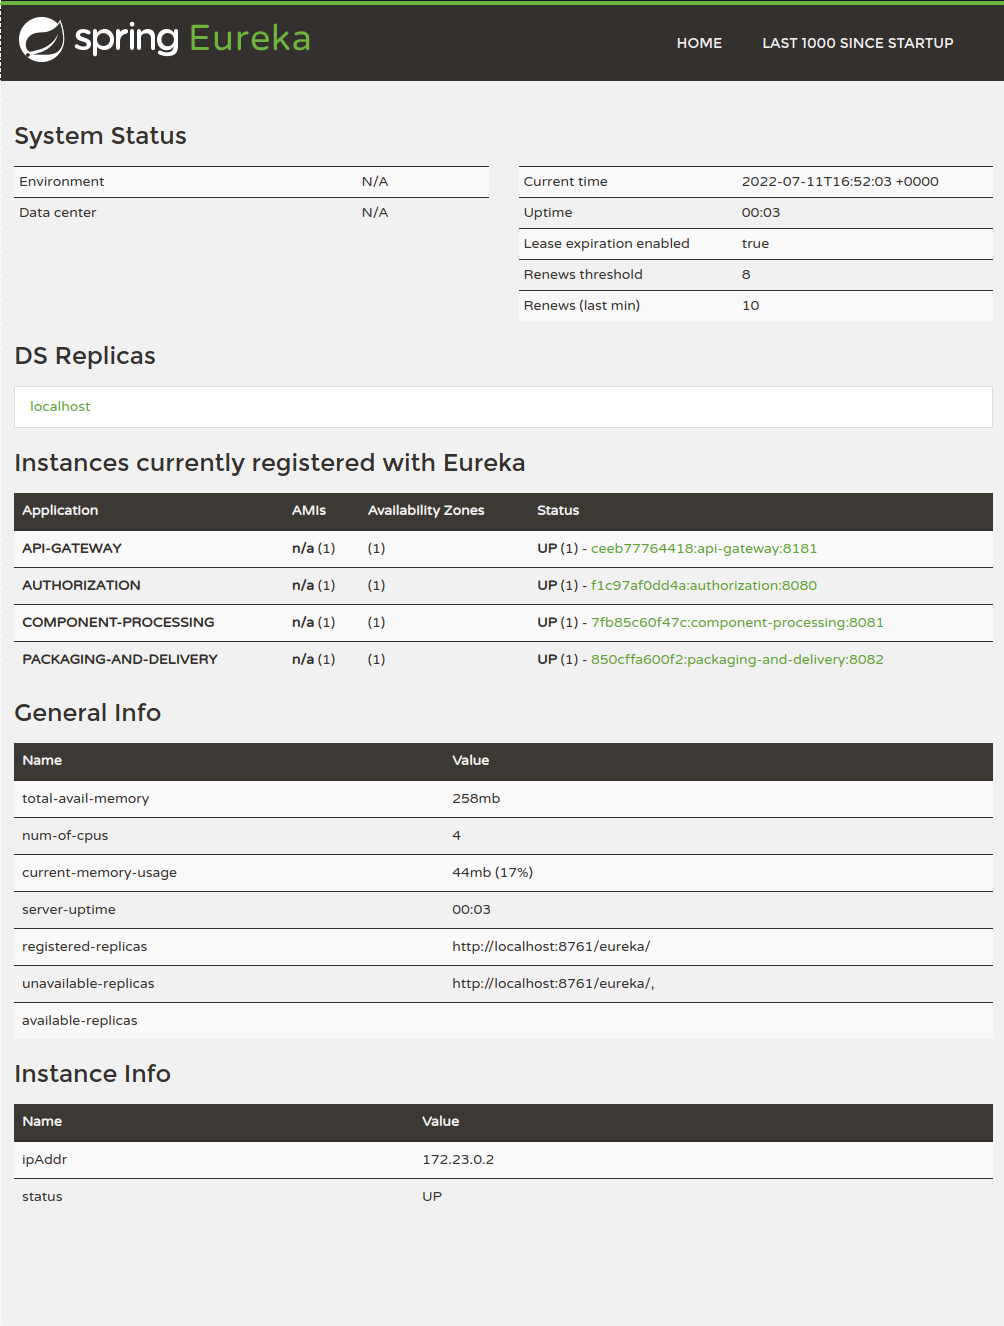 spring Eureka
HOME LAST 1000 SINCE STARTUP
System Status
Environment N/A
Data center N/A
Current time 2022-07-11T16:52:03 +0000
Uptime 00:03
Lease expiration enabled true
Renews threshold 8
Renews (last min) 10
DS Replicas
localhost
Instances currently registered with Eureka
Application AMIs Availability Zones Status
API-GATEWAY n/a (1) (1) UP (1) - ceeb77764418:api-gateway:8181
AUTHORIZATION n/a (1) (1) UP (1) - f1c97af0dd4a:authorization:8080
COMPONENT-PROCESSING n/a (1) (1) UP (1) - 7fb85c60f47c:component-processing:8081
PACKAGING-AND-DELIVERY n/a (1) (1) UP (1) - 850cffa600f2:packaging-and-delivery:8082
General Info
Name Value
total-avail-memory 258mb
num-of-cpus 4
current-memory-usage 44mb (17%)
server-uptime 00:03
registered-replicas http://localhost:8761/eureka/
unavailable-replicas http://localhost:8761/eureka/,
available-replicas
Instance Info
Name Value
ipAddr 172.23.0.2
status UP